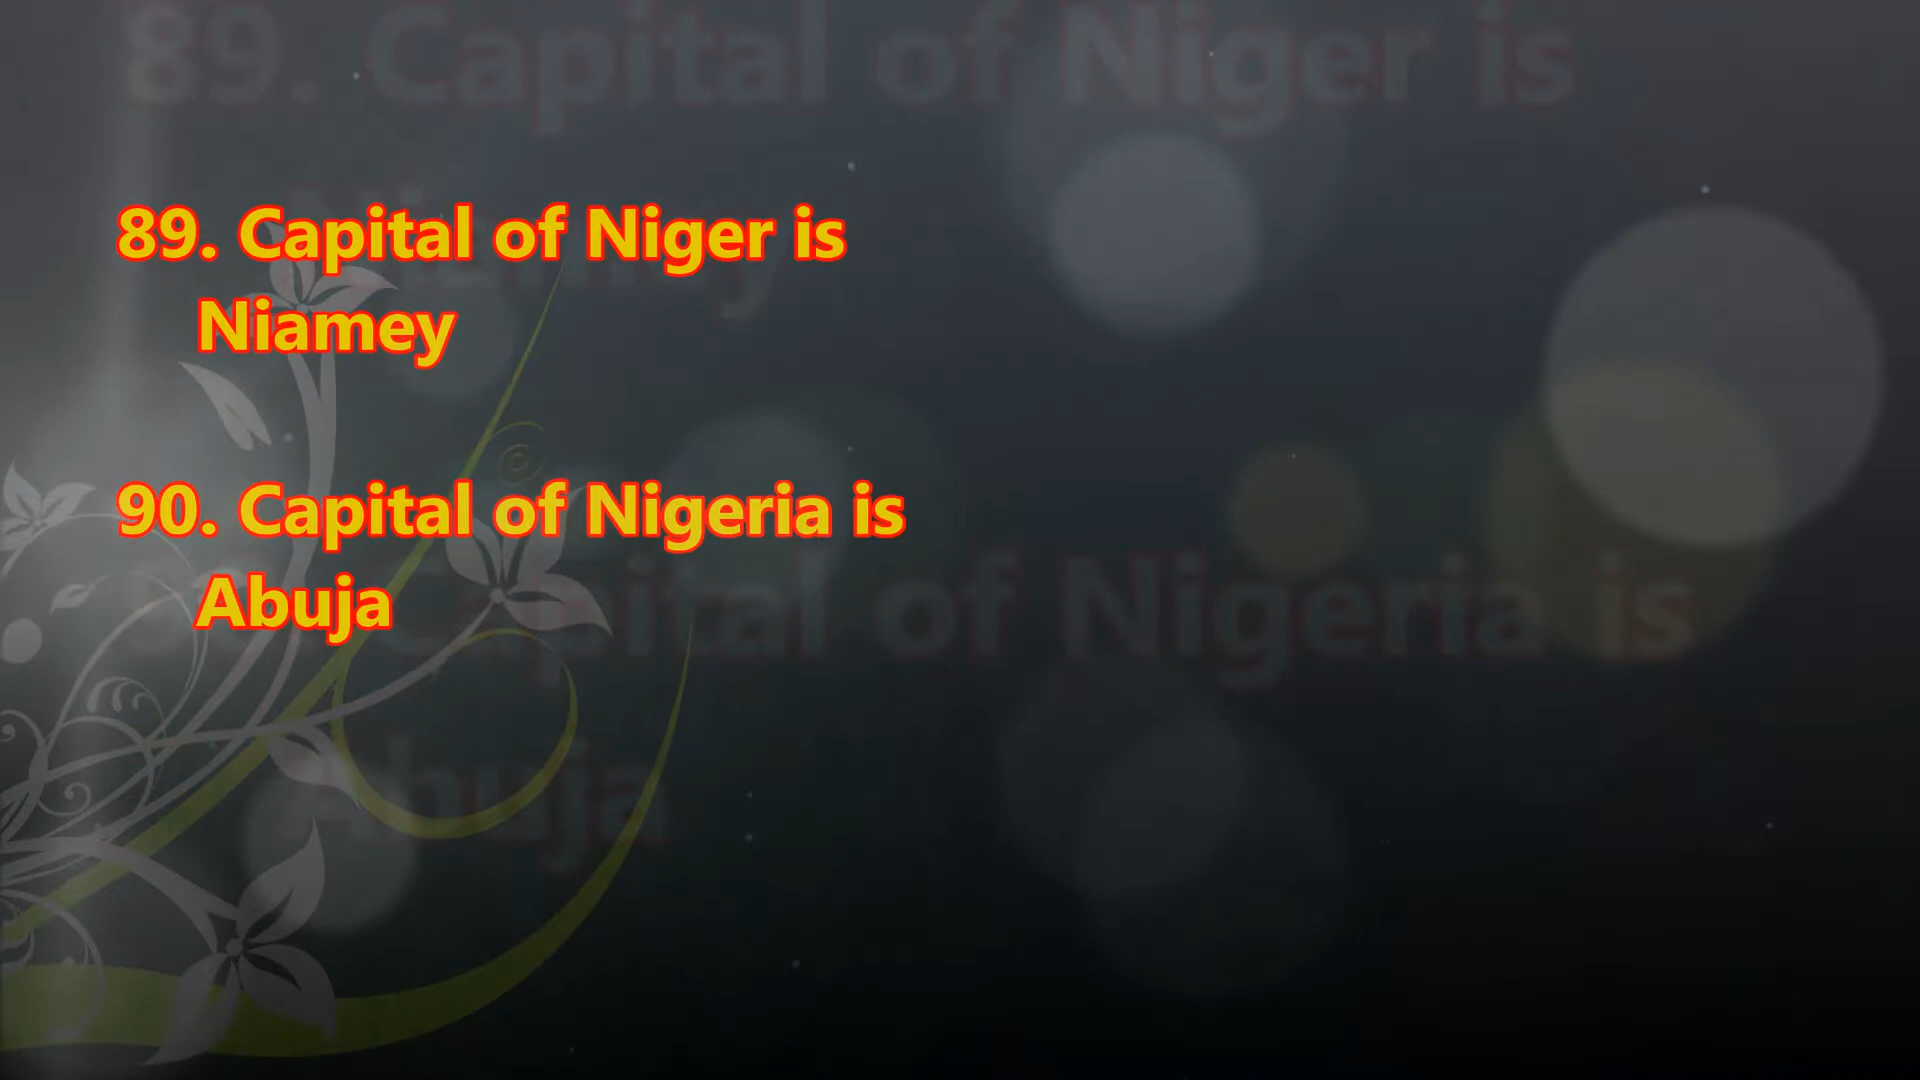 89. Capital of Niger is
Niamey
90. Capital of Nigeria is
Abuja